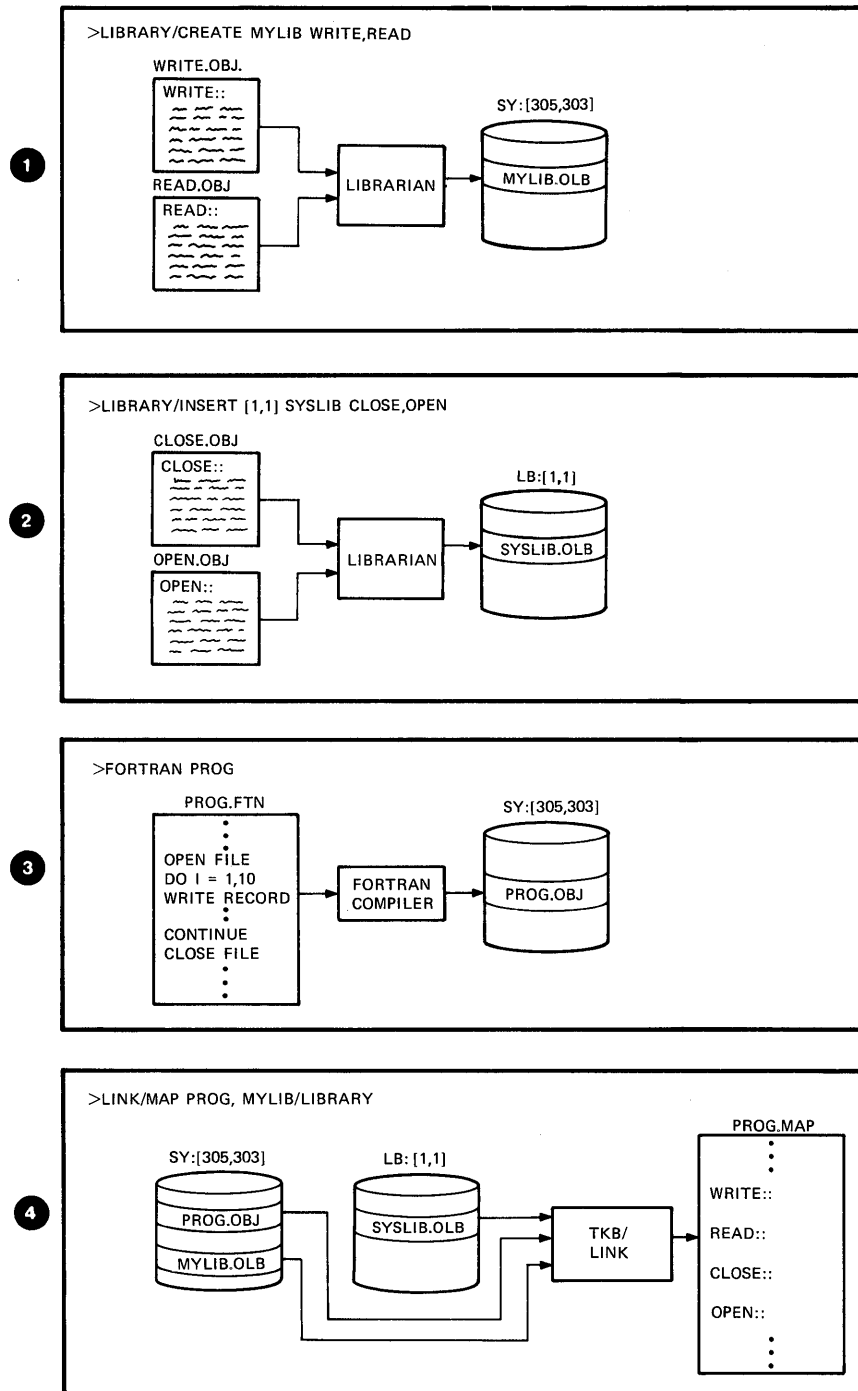 >LIBRARY/CREATE MYLIB WRITE,READ
WRITE.OBJ.
WRITE::
SY:[305,303]
1
LIBRARIAN
MYLIB.OLB
READ.OBJ
READ::
>LIBRARY/INSERT [1,1] SYSLIB CLOSE,OPEN
CLOSE.OBJ
CLOSE::
LB:[1,1]
2
LIBRARIAN
SYSLIB.OLB
OPEN.OBJ
OPEN::
>FORTRAN PROG
PROG.FTN
SY:[305,303]
3
OPEN FILE
DO I = 1,10
WRITE RECORD
CONTINUE
CLOSE FILE
FORTRAN
COMPILER
PROG.OBJ
>LINK/MAP PROG, MYLIB/LIBRARY
PROG.MAP
SY:[305,303]
LB: [1,1]
4
PROG.OBJ
MYLIB.OLB
SYSLIB.OLB
TKB/
LINK
WRITE::
READ::
CLOSE::
OPEN::